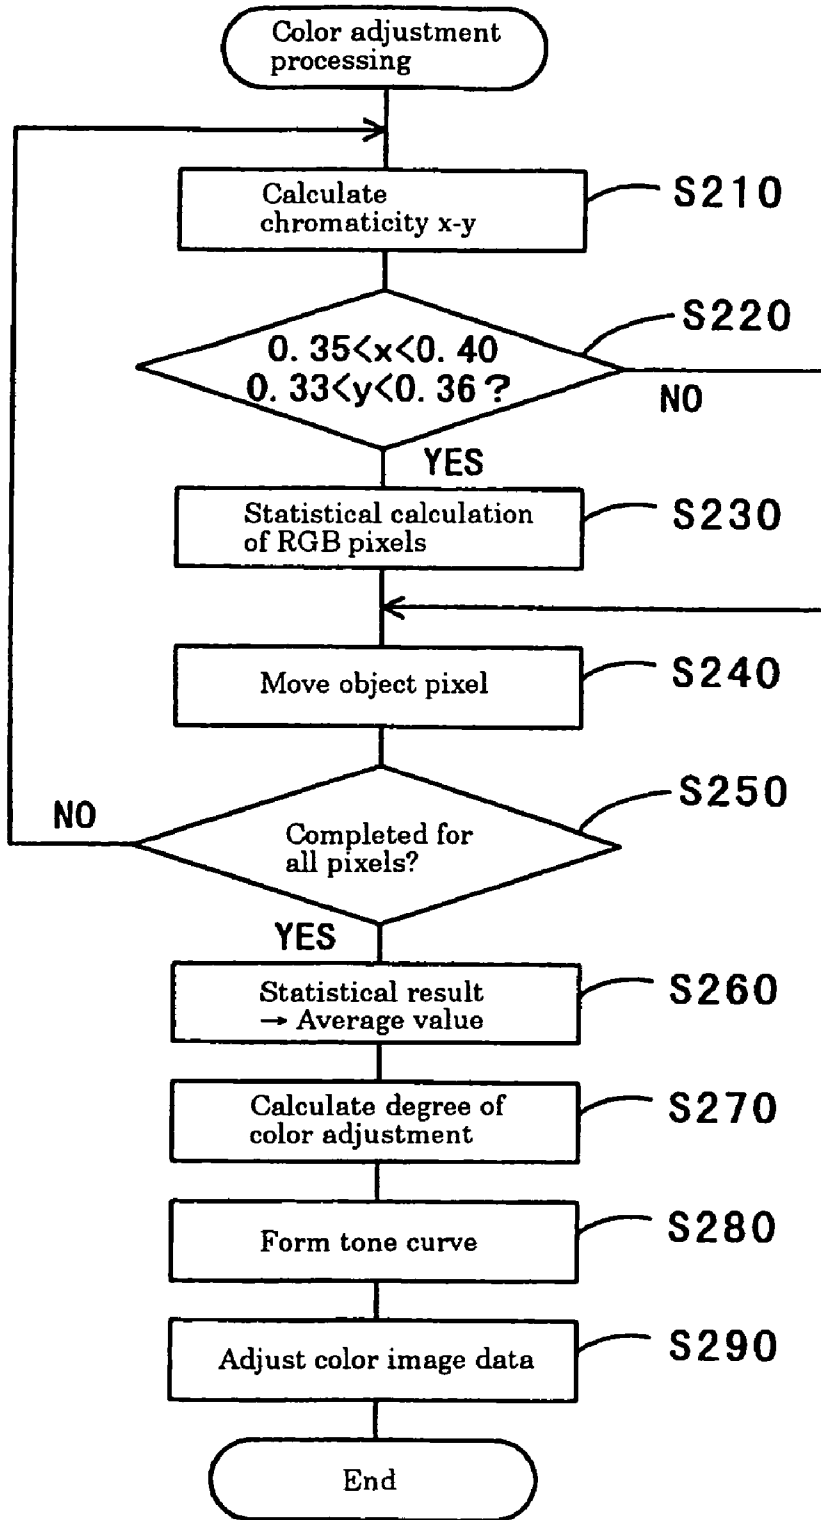 Color adjustment
processing
Calculate
chromaticity x-y
S210
0.35<x<0.40
0.33<y<0.36?
S220
NO
YES
Statistical calculation
of RGB pixels
S230
Move object pixel
S240
Completed for
all pixels?
S250
NO
YES
Statistical result
→ Average value
S260
Calculate degree of
color adjustment
S270
Form tone curve
S280
Adjust color image data
S290
End